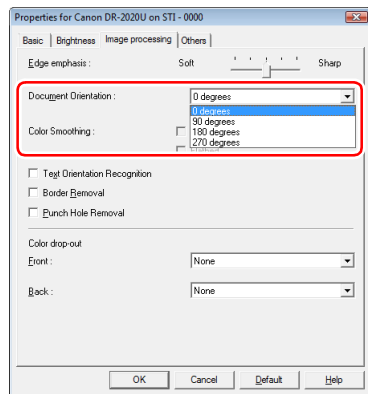 Properties for Canon DR-2020U on STI - 0000
Basic Brightness Image processing Others
Edge emphasis : Soft Sharp
Document Orientation : 0 degrees
0 degrees
90 degrees
Color Smoothing : 180 degrees
270 degrees
Text Orientation Recognition
Border Removal
Punch Hole Removal
Color drop-out
Front : None
Back : None
OK Cancel Default Help